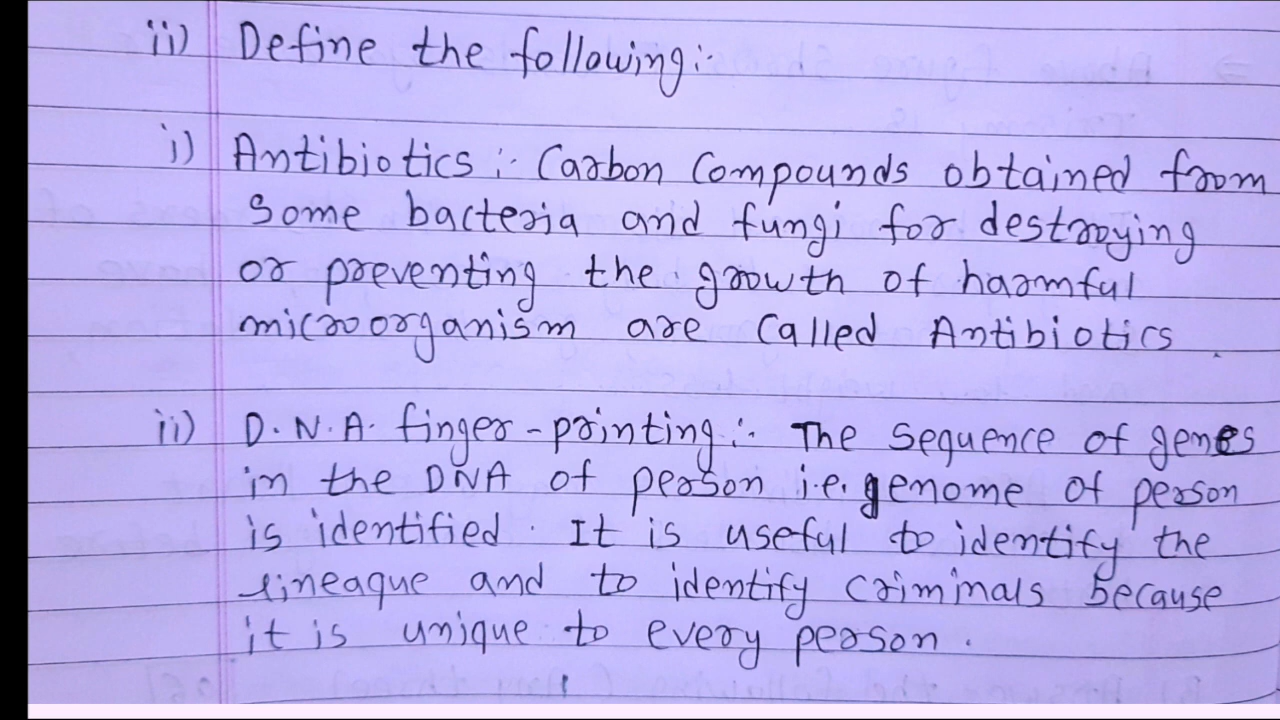 ii) Define the following:-
i) Antibiotics :- Carbon Compounds obtained from
some bacteria and fungi for destroying
or preventing the growth of harmful
microorganism are Called Antibiotics.
ii) D.N.A. finger-printing:- The sequence of genes
in the DNA of person i.e. genome of person
is identified. It is useful to identify the
lineaque and to identify Criminals because
it is unique to every person.